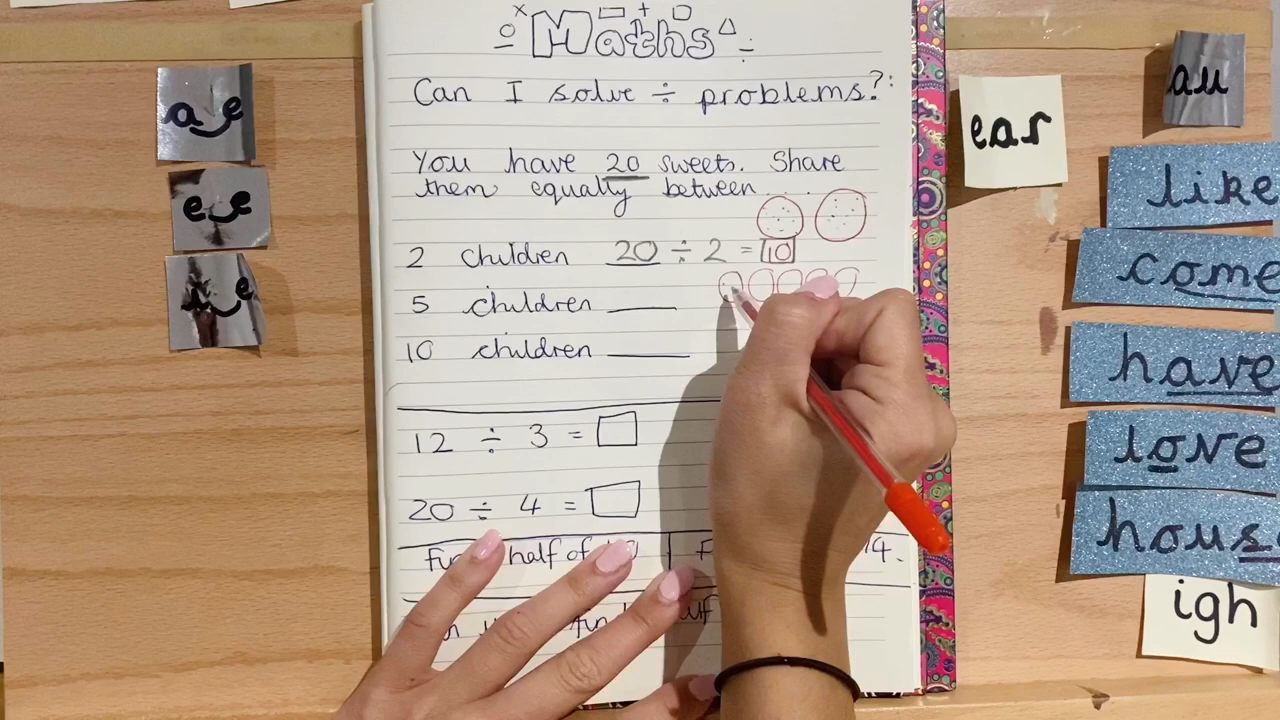 Maths
Can I solve ÷ problems?:
You have 20 sweets. Share
them equally between...
2 children 20 ÷ 2 = 10
5 children
10 children
12 ÷ 3 =
20 ÷ 4 =
half of
a_e
e_e
i_e
ear
au
like
come
have
love
house
igh